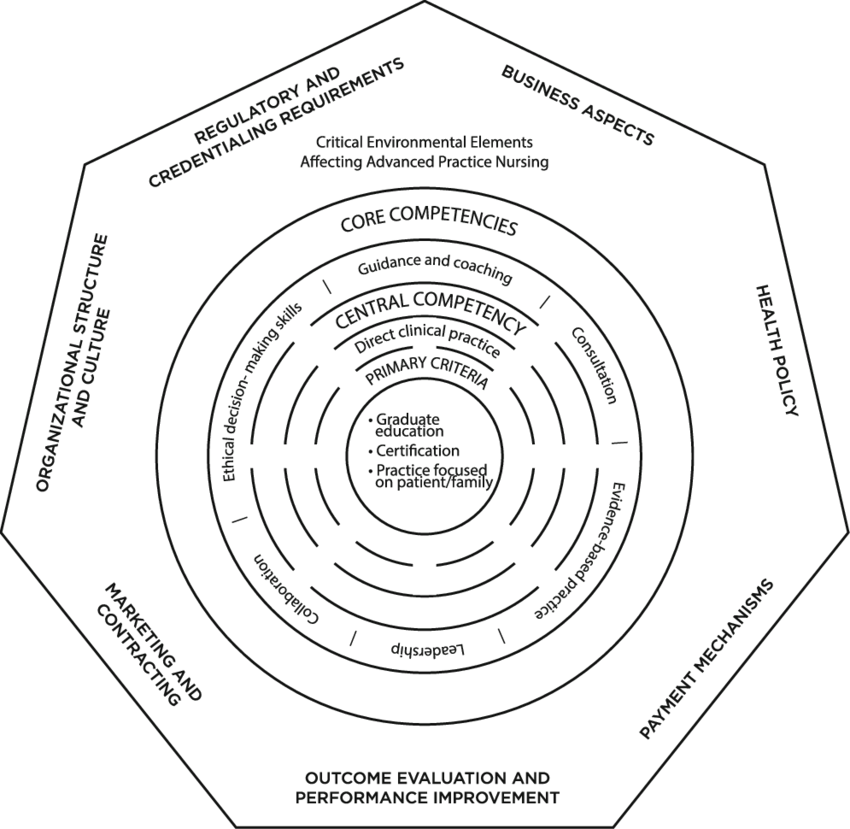 REGULATORY AND
CREDENTIALING REQUIREMENTS
BUSINESS ASPECTS
Critical Environmental Elements
Affecting Advanced Practice Nursing
ORGANIZATIONAL STRUCTURE
AND CULTURE
HEALTH POLICY
CORE COMPETENCIES
Guidance and coaching
Ethical decision- making skills
Consultation
CENTRAL COMPETENCY
Direct clinical practice
PRIMARY CRITERIA
• Graduate
education
• Certification
• Practice focused
on patient/family
Evidence-based practice
Collaboration
Leadership
MARKETING AND
CONTRACTING
PAYMENT MECHANISMS
OUTCOME EVALUATION AND
PERFORMANCE IMPROVEMENT